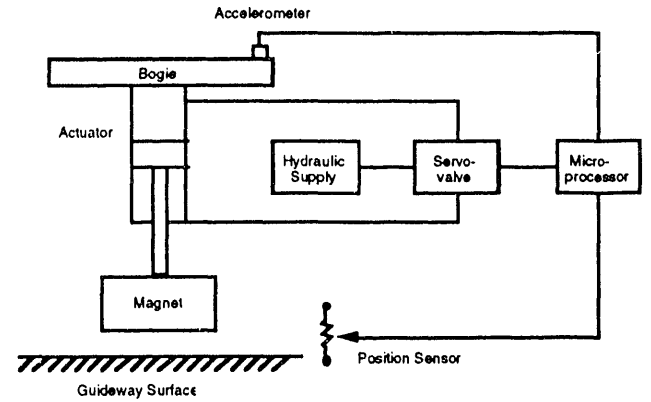 Accelerometer
Bogie
Actuator
Hydraulic
Supply
Servo-
valve
Micro-
processor
Magnet
Position Sensor
Guideway Surface